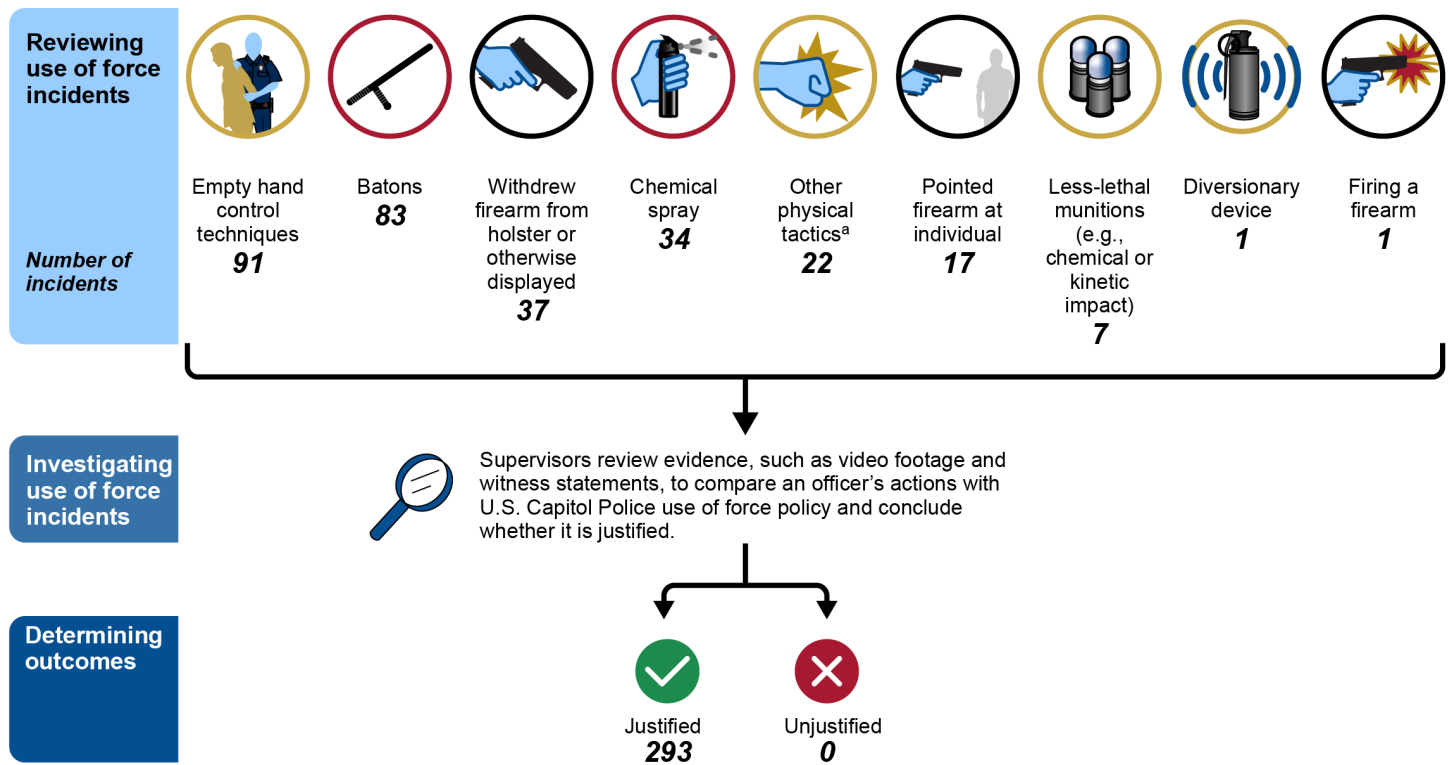 Reviewing
use of force
incidents
Number of
incidents
Empty hand
control
techniques
91
Batons
83
Withdrew
firearm from
holster or
otherwise
displayed
37
Chemical
spray
34
Other
physical
tacticsᵃ
22
Pointed
firearm at
individual
17
Less-lethal
munitions
(e.g.,
chemical or
kinetic
impact)
7
Diversionary
device
1
Firing a
firearm
1
Investigating
use of force
incidents
Supervisors review evidence, such as video footage and
witness statements, to compare an officer’s actions with
U.S. Capitol Police use of force policy and conclude
whether it is justified.
Determining
outcomes
Justified
293
Unjustified
0